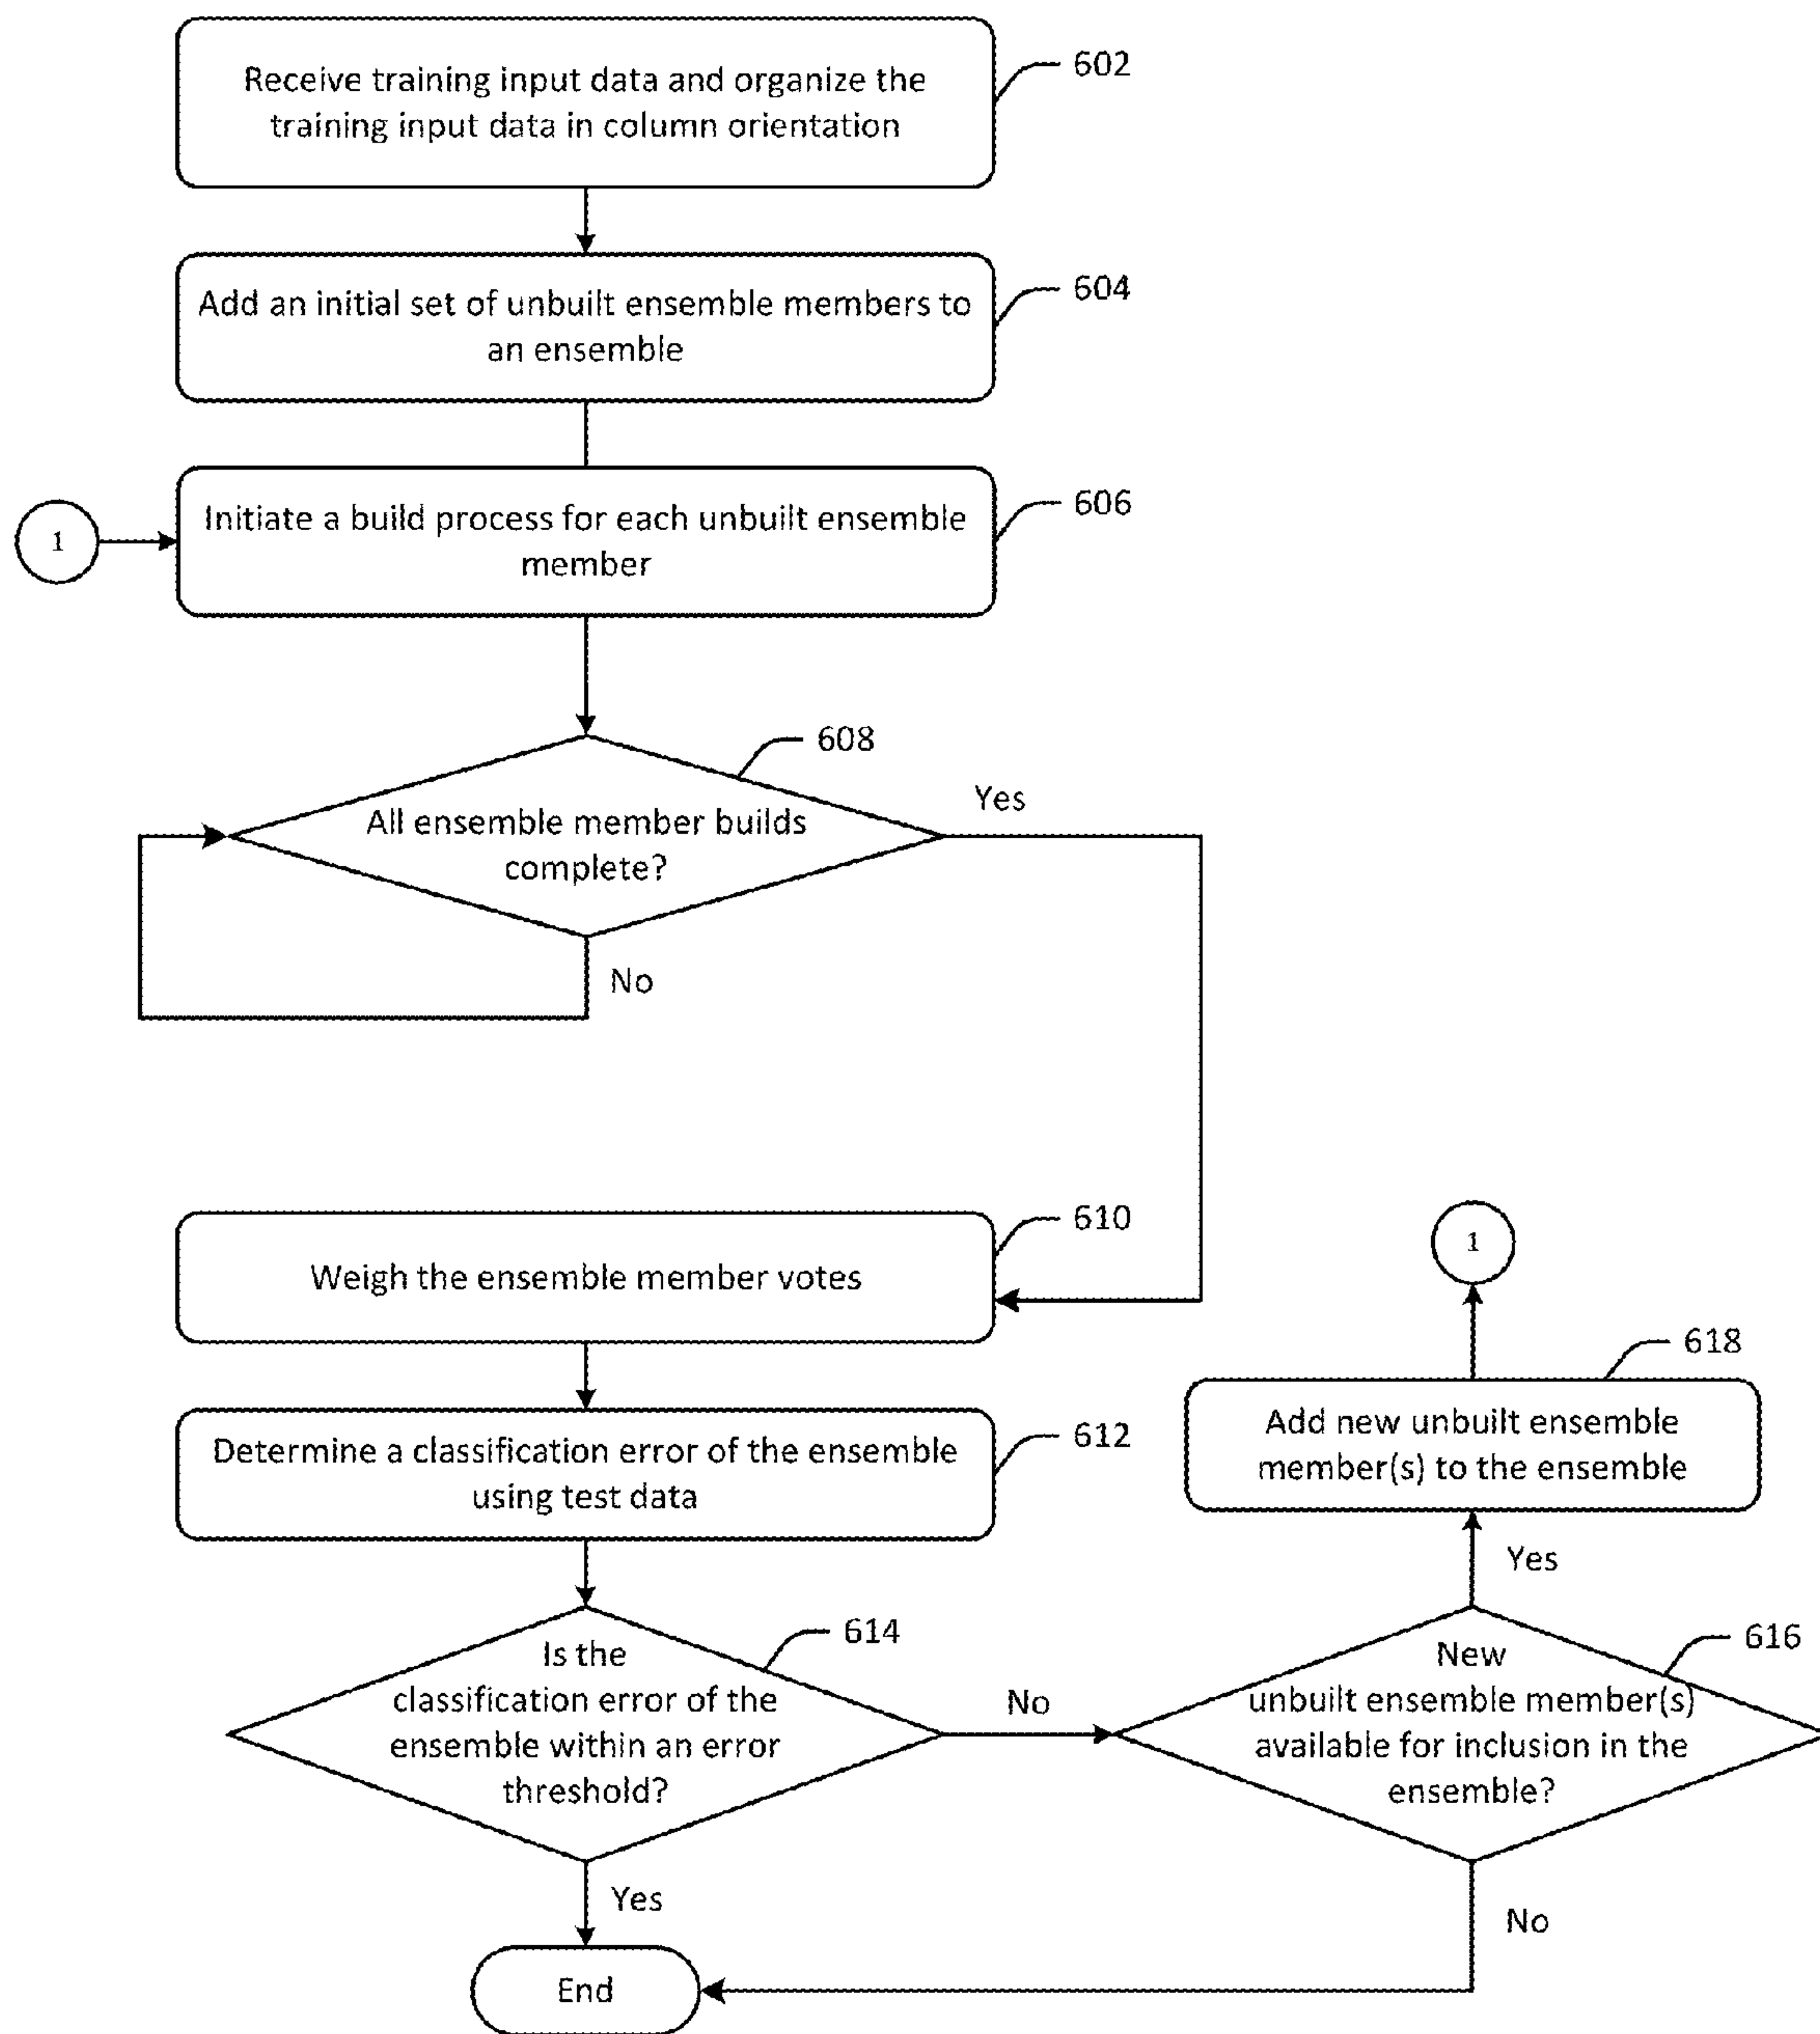 Receive training input data and organize the
training input data in column orientation
602
Add an initial set of unbuilt ensemble members to
an ensemble
604
1
Initiate a build process for each unbuilt ensemble
member
606
608
All ensemble member builds
complete?
Yes
No
Weigh the ensemble member votes
610
1
618
Add new unbuilt ensemble
member(s) to the ensemble
Determine a classification error of the ensemble
using test data
612
Yes
614
Is the
classification error of the
ensemble within an error
threshold?
No
616
New
unbuilt ensemble member(s)
available for inclusion in the
ensemble?
Yes
No
End